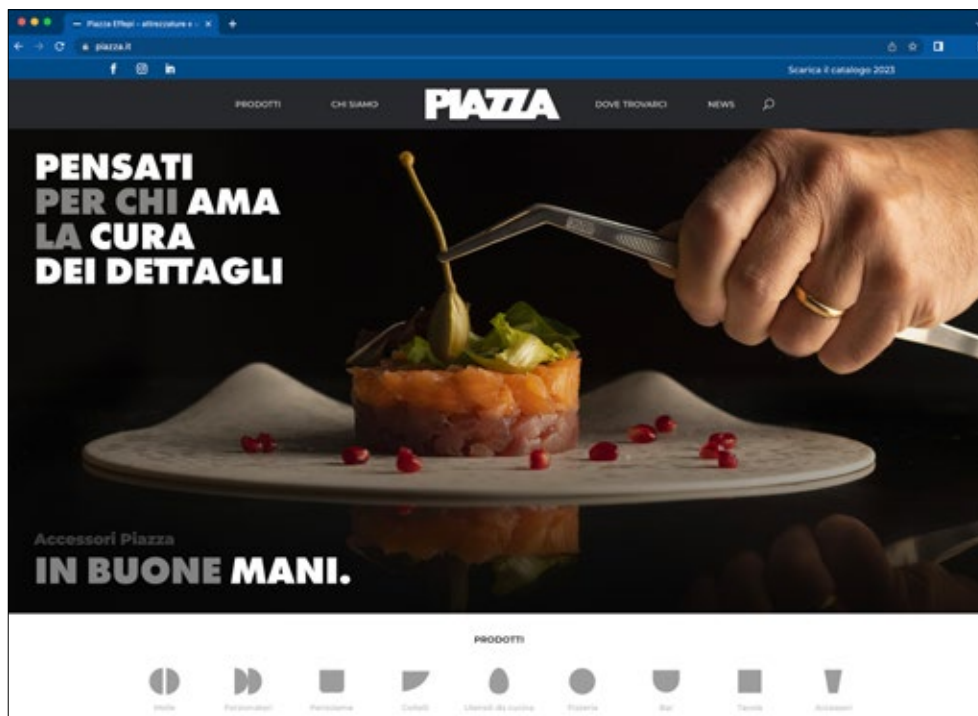 Piazza Effepi - attrezzature e
piazza.it
Scarica il catalogo 2023
PRODOTTI
CHI SIAMO
PIAZZA
DOVE TROVARCI
NEWS
PENSATI
PER CHI AMA
LA CURA
DEI DETTAGLI
Accessori Piazza
IN BUONE MANI.
PRODOTTI
Molle
Porzionatori
Pentolame
Coltelli
Utensili da cucina
Pizzeria
Bar
Tavola
Accessori